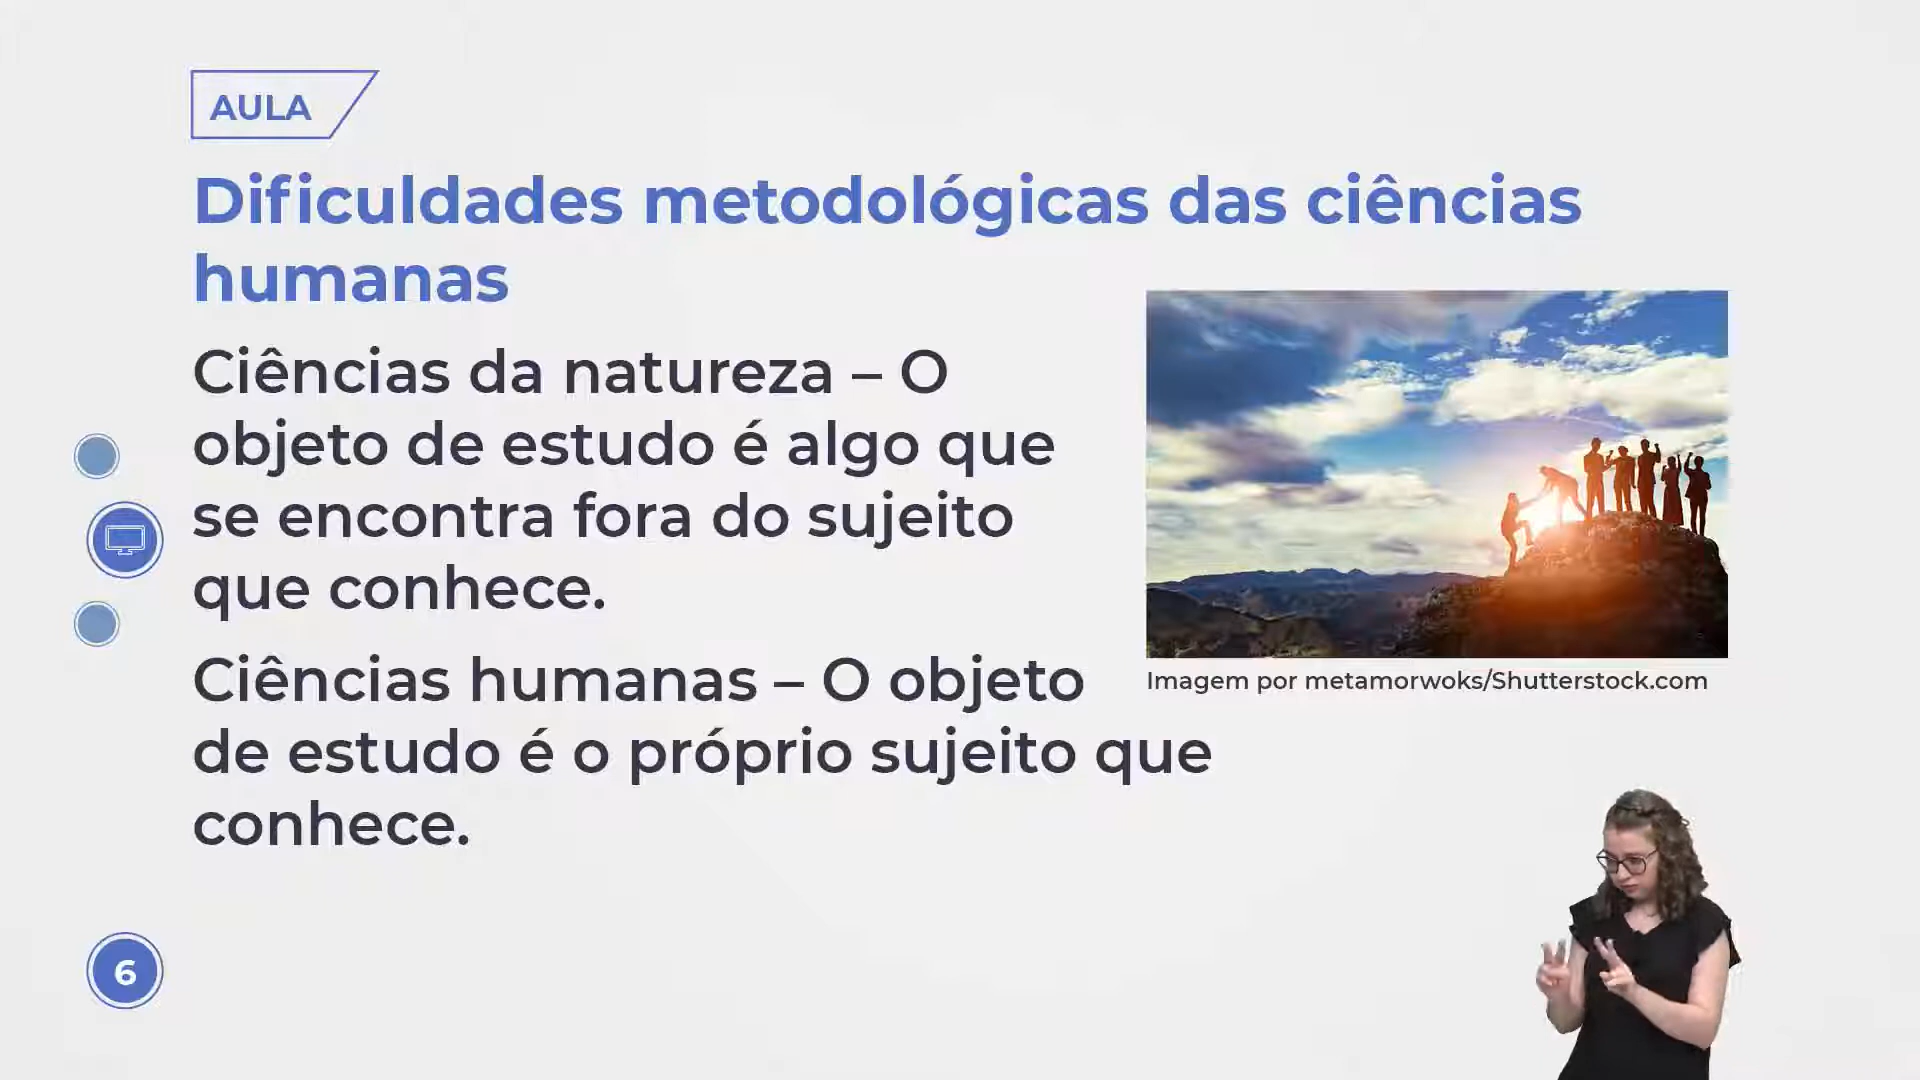 AULA
Dificuldades metodológicas das ciências
humanas
Ciências da natureza – O
objeto de estudo é algo que
se encontra fora do sujeito
que conhece.
Ciências humanas – O objeto
de estudo é o próprio sujeito que
conhece.
Imagem por metamorwoks/Shutterstock.com
6